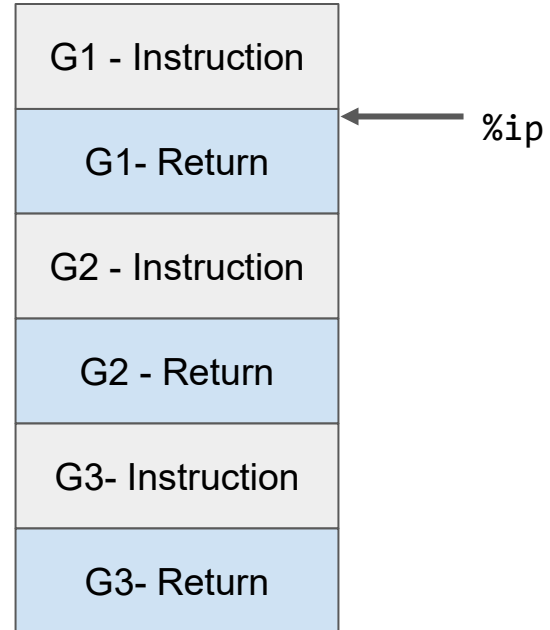 G1 - Instruction
%ip
G1- Return
G2 - Instruction
G2 - Return
G3- Instruction
G3- Return